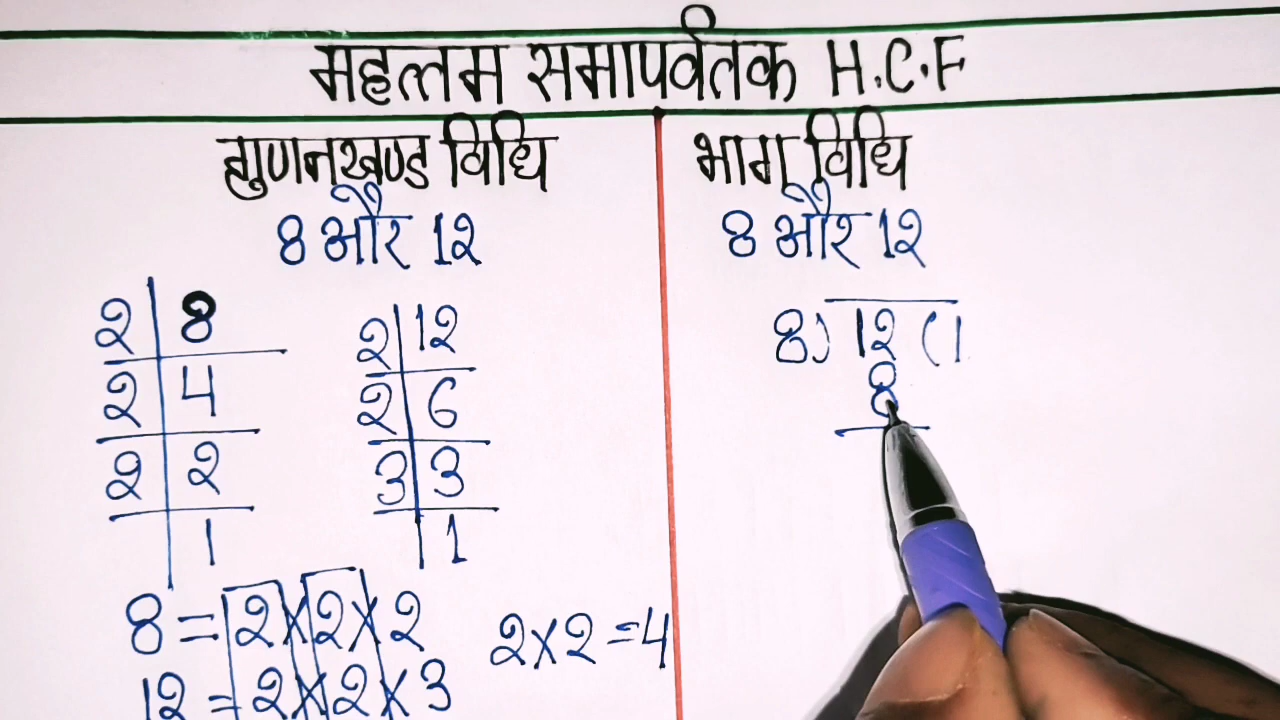 महत्तम समापर्वतक H.C.F
गुणनखण्ड विधि
8 और 12
2 8
2 4
2 2
1
2 12
2 6
3 3
1
8 = 2×2×2
12 = 2×2×3
2×2=4
भाग विधि
8 और 12
8) 12 (1
8